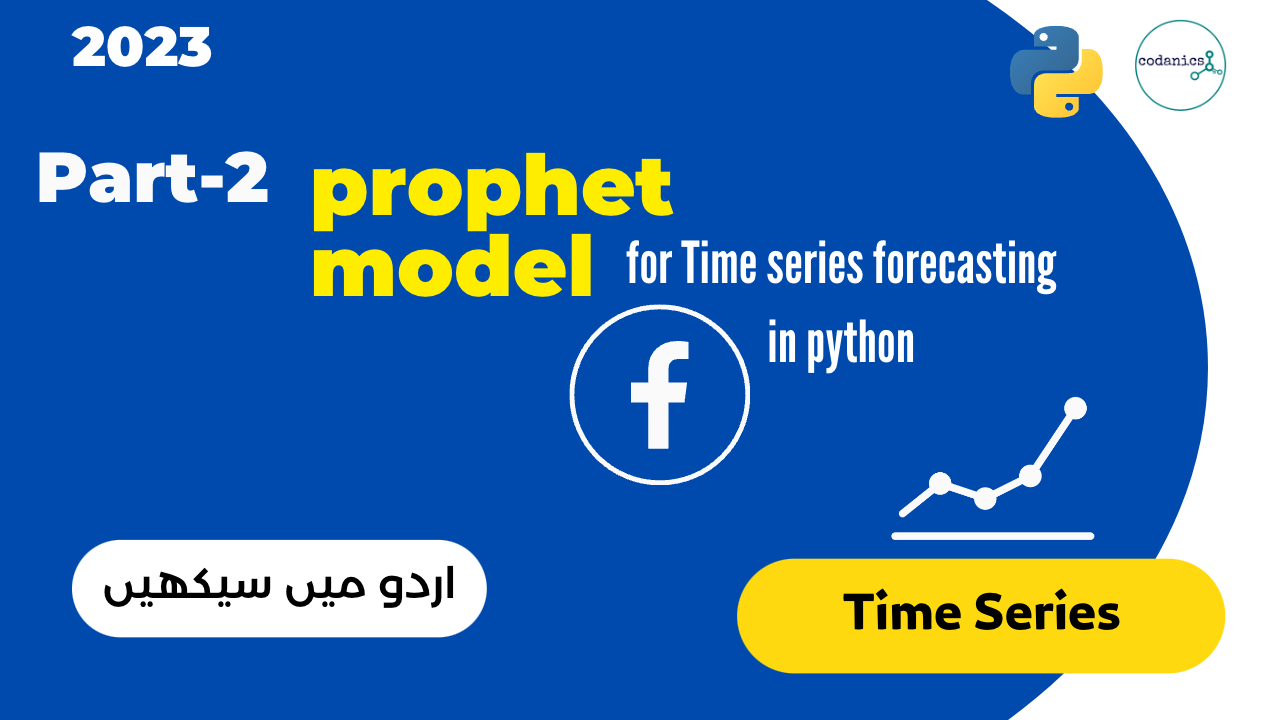 2023
codanics
Part-2
prophet
model
for Time series forecasting
in python
اردو میں سیکھیں
Time Series